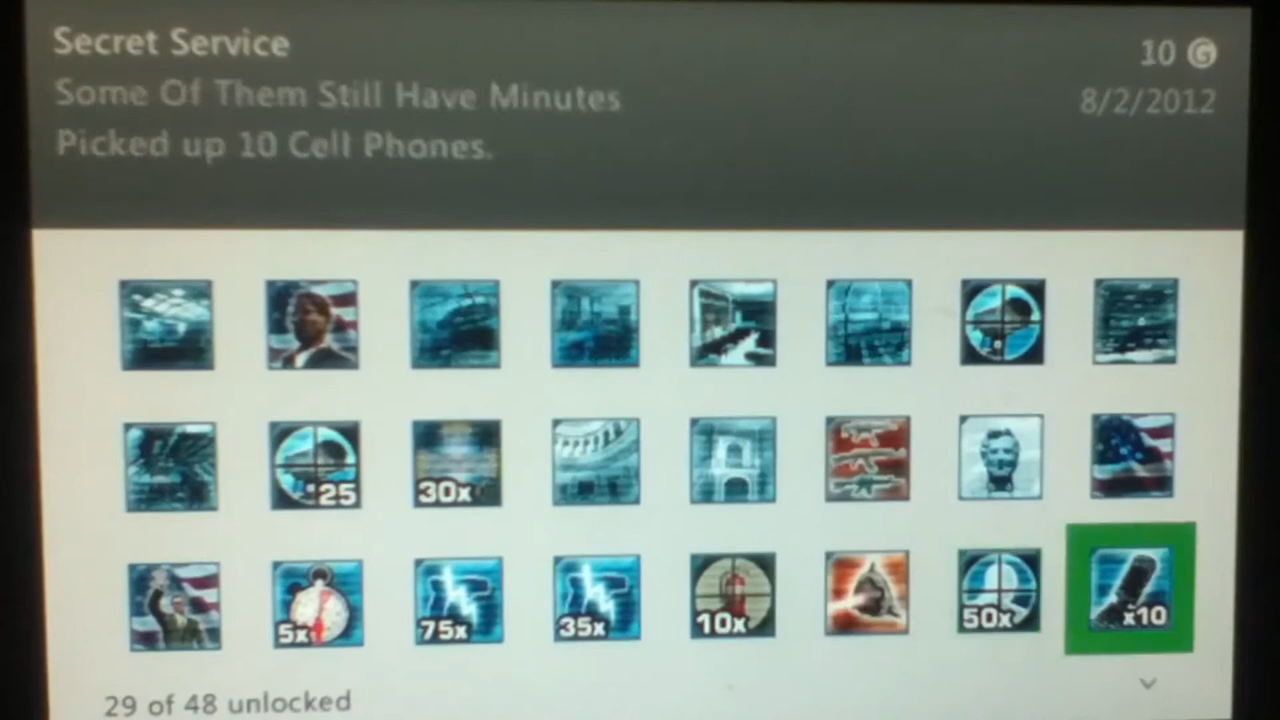 Secret Service
10 G
Some Of Them Still Have Minutes
8/2/2012
Picked up 10 Cell Phones.
25
30x
5x
75x
35x
10x
50x
x10
29 of 48 unlocked